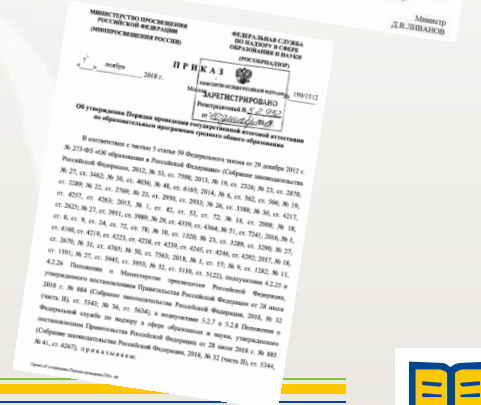 Министр
Д.В.ЛИВАНОВ
МИНИСТЕРСТВО ПРОСВЕЩЕНИЯ
РОССИЙСКОЙ ФЕДЕРАЦИИ
(МИНПРОСВЕЩЕНИЯ РОССИИ)
ФЕДЕРАЛЬНАЯ СЛУЖБА
ПО НАДЗОРУ В СФЕРЕ
ОБРАЗОВАНИЯ И НАУКИ
(РОСОБРНАДЗОР)
П Р И К А З
« 7 » ноября 2018 г.
Москва
№ 190/1512
ЗАРЕГИСТРИРОВАНО
Регистрационный № 52952
от
Об утверждении Порядка проведения государственной итоговой аттестации
по образовательным программам среднего общего образования
В соответствии с частью 5 статьи 59 Федерального закона от 29 декабря 2012 г.
№ 273-ФЗ «Об образовании в Российской Федерации» (Собрание законодательства
Российской Федерации, 2012, № 53, ст. 7598; 2013, № 19, ст. 2326; № 23, ст. 2878;
№ 27, ст. 3462; № 30, ст. 4036; № 48, ст. 6165; 2014, № 6, ст. 562, ст. 566; № 19,
ст. 2289; № 22, ст. 2769; № 23, ст. 2930, ст. 2933; № 26, ст. 3388; № 30, ст. 4217,
ст. 4257, ст. 4263; 2015, № 1, ст. 42, ст. 53, ст. 72; № 14, ст. 2008; № 18,
ст. 2625; № 27, ст. 3951, ст. 3989; № 29, ст. 4339, ст. 4364; № 51, ст. 7241; 2016, № 1,
ст. 8, ст. 9, ст. 24, ст. 72, ст. 78; № 10, ст. 1320; № 23, ст. 3289, ст. 3290; № 27,
ст. 4160, ст. 4219, ст. 4223, ст. 4238, ст. 4239, ст. 4245, ст. 4246, ст. 4292; 2017, № 18,
ст. 2670; № 31, ст. 4765; № 50, ст. 7563; 2018, № 1, ст. 57; № 9, ст. 1282; № 11,
ст. 1591; № 27, ст. 3945, ст. 3953; № 32, ст. 5110, ст. 5122), подпунктами 4.2.25 и
4.2.26 Положения о Министерстве просвещения Российской Федерации,
утвержденного постановлением Правительства Российской Федерации от 28 июля
2018 г. № 884 (Собрание законодательства Российской Федерации, 2018, № 32
(часть II), ст. 5343; № 36, ст. 5634), и подпунктами 5.2.7 и 5.2.8 Положения о
Федеральной службе по надзору в сфере образования и науки, утвержденного
постановлением Правительства Российской Федерации от 28 июля 2018 г. № 885
(Собрание законодательства Российской Федерации, 2018, № 32 (часть II), ст. 5344,
№ 41, ст. 6267), п р и к а з ы в а е м: